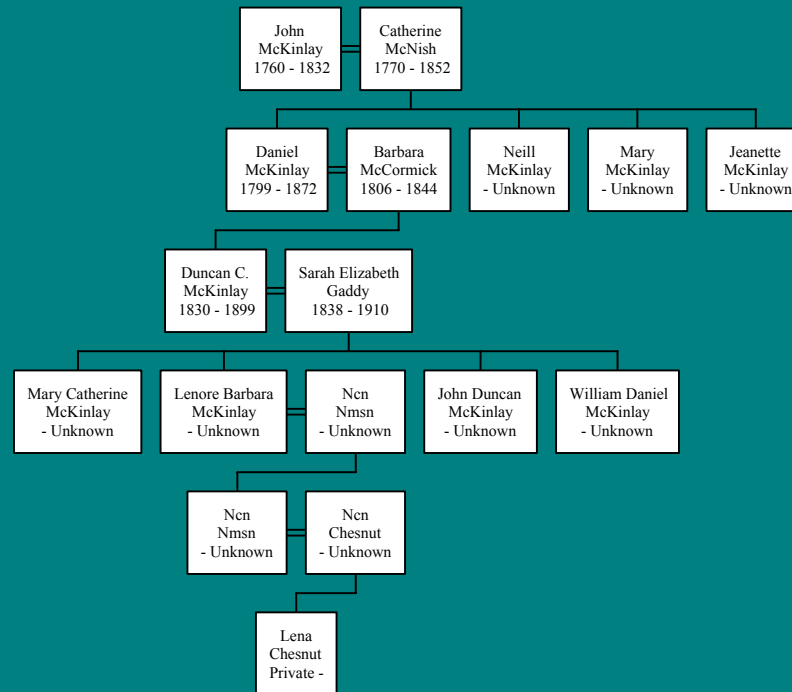 John
McKinlay
1760 - 1832
Catherine
McNish
1770 - 1852
Daniel
McKinlay
1799 - 1872
Barbara
McCormick
1806 - 1844
Neill
McKinlay
- Unknown
Mary
McKinlay
- Unknown
Jeanette
McKinlay
- Unknown
Duncan C.
McKinlay
1830 - 1899
Sarah Elizabeth
Gaddy
1838 - 1910
Mary Catherine
McKinlay
- Unknown
Lenore Barbara
McKinlay
- Unknown
Ncn
Nmsn
- Unknown
John Duncan
McKinlay
- Unknown
William Daniel
McKinlay
- Unknown
Ncn
Nmsn
- Unknown
Ncn
Chesnut
- Unknown
Lena
Chesnut
Private -